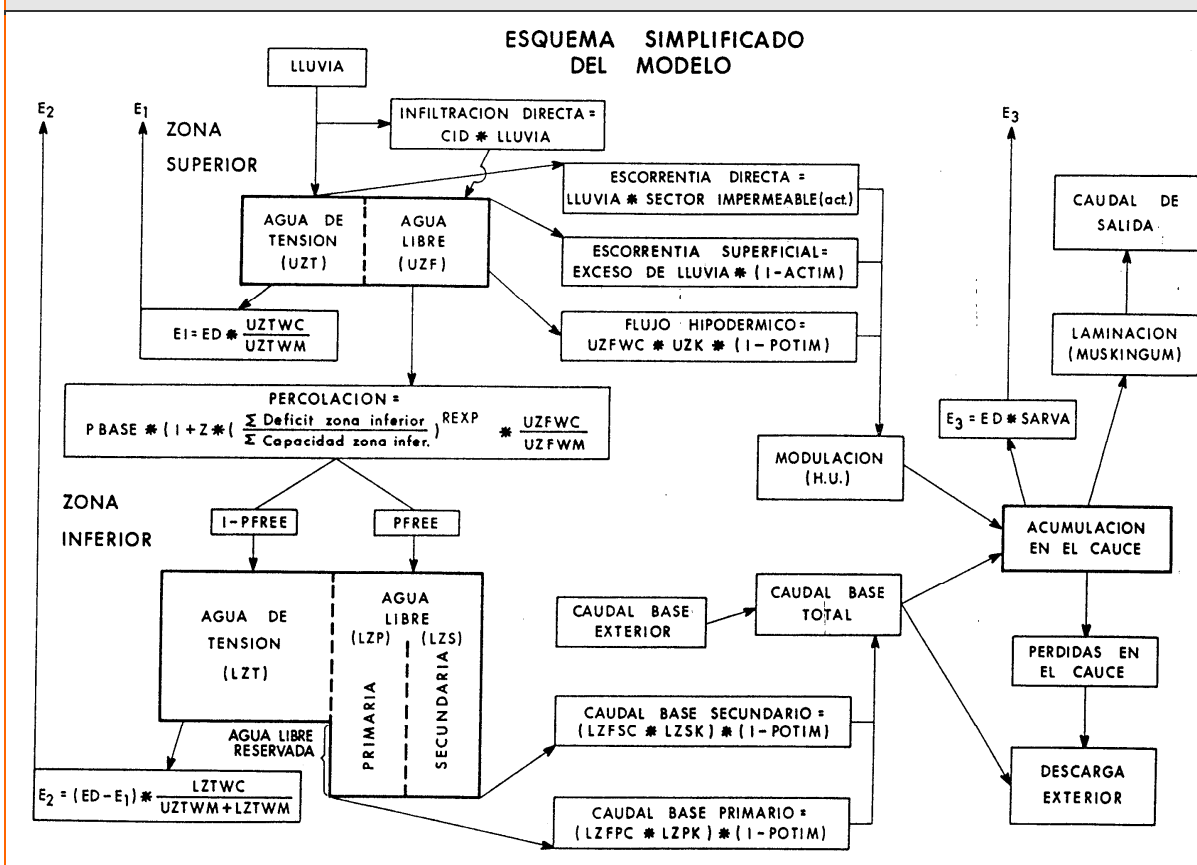 ESQUEMA SIMPLIFICADO
DEL MODELO
LLUVIA
E2
E1
ZONA
SUPERIOR
INFILTRACION DIRECTA =
CID * LLUVIA
E3
ESCORRENTIA DIRECTA =
LLUVIA * SECTOR IMPERMEABLE (act.)
CAUDAL DE
SALIDA
AGUA DE
TENSION
(UZT)
AGUA
LIBRE
(UZF)
ESCORRENTIA SUPERFICIAL=
EXCESO DE LLUVIA * (1-ACTIM)
E1 = ED * UZTWC
UZTWM
FLUJO HIPODERMICO =
UZFWC * UZK * (1-POTIM)
LAMINACION
(MUSKINGUM)
PERCOLACION =
P BASE * ( 1 + Z * ( Σ Deficit zona inferior ) REXP * UZFWC
Σ Capacidad zona infer. UZFWM
E3 = ED * SARVA
MODULACION
(H.U.)
ZONA
INFERIOR
1-PFREE
PFREE
ACUMULACION
EN EL CAUCE
AGUA DE
TENSION
(LZT)
AGUA
LIBRE
(LZP) (LZS)
PRIMARIA
SECUNDARIA
CAUDAL BASE
EXTERIOR
CAUDAL BASE
TOTAL
PERDIDAS EN
EL CAUCE
AGUA LIBRE
RESERVADA
CAUDAL BASE SECUNDARIO =
(LZFSC * LZSK) * (1-POTIM)
E2 = (ED-E1) * LZTWC
UZTWM+LZTWM
DESCARGA
EXTERIOR
CAUDAL BASE PRIMARIO =
(LZFPC * LZPK) * (1-POTIM)